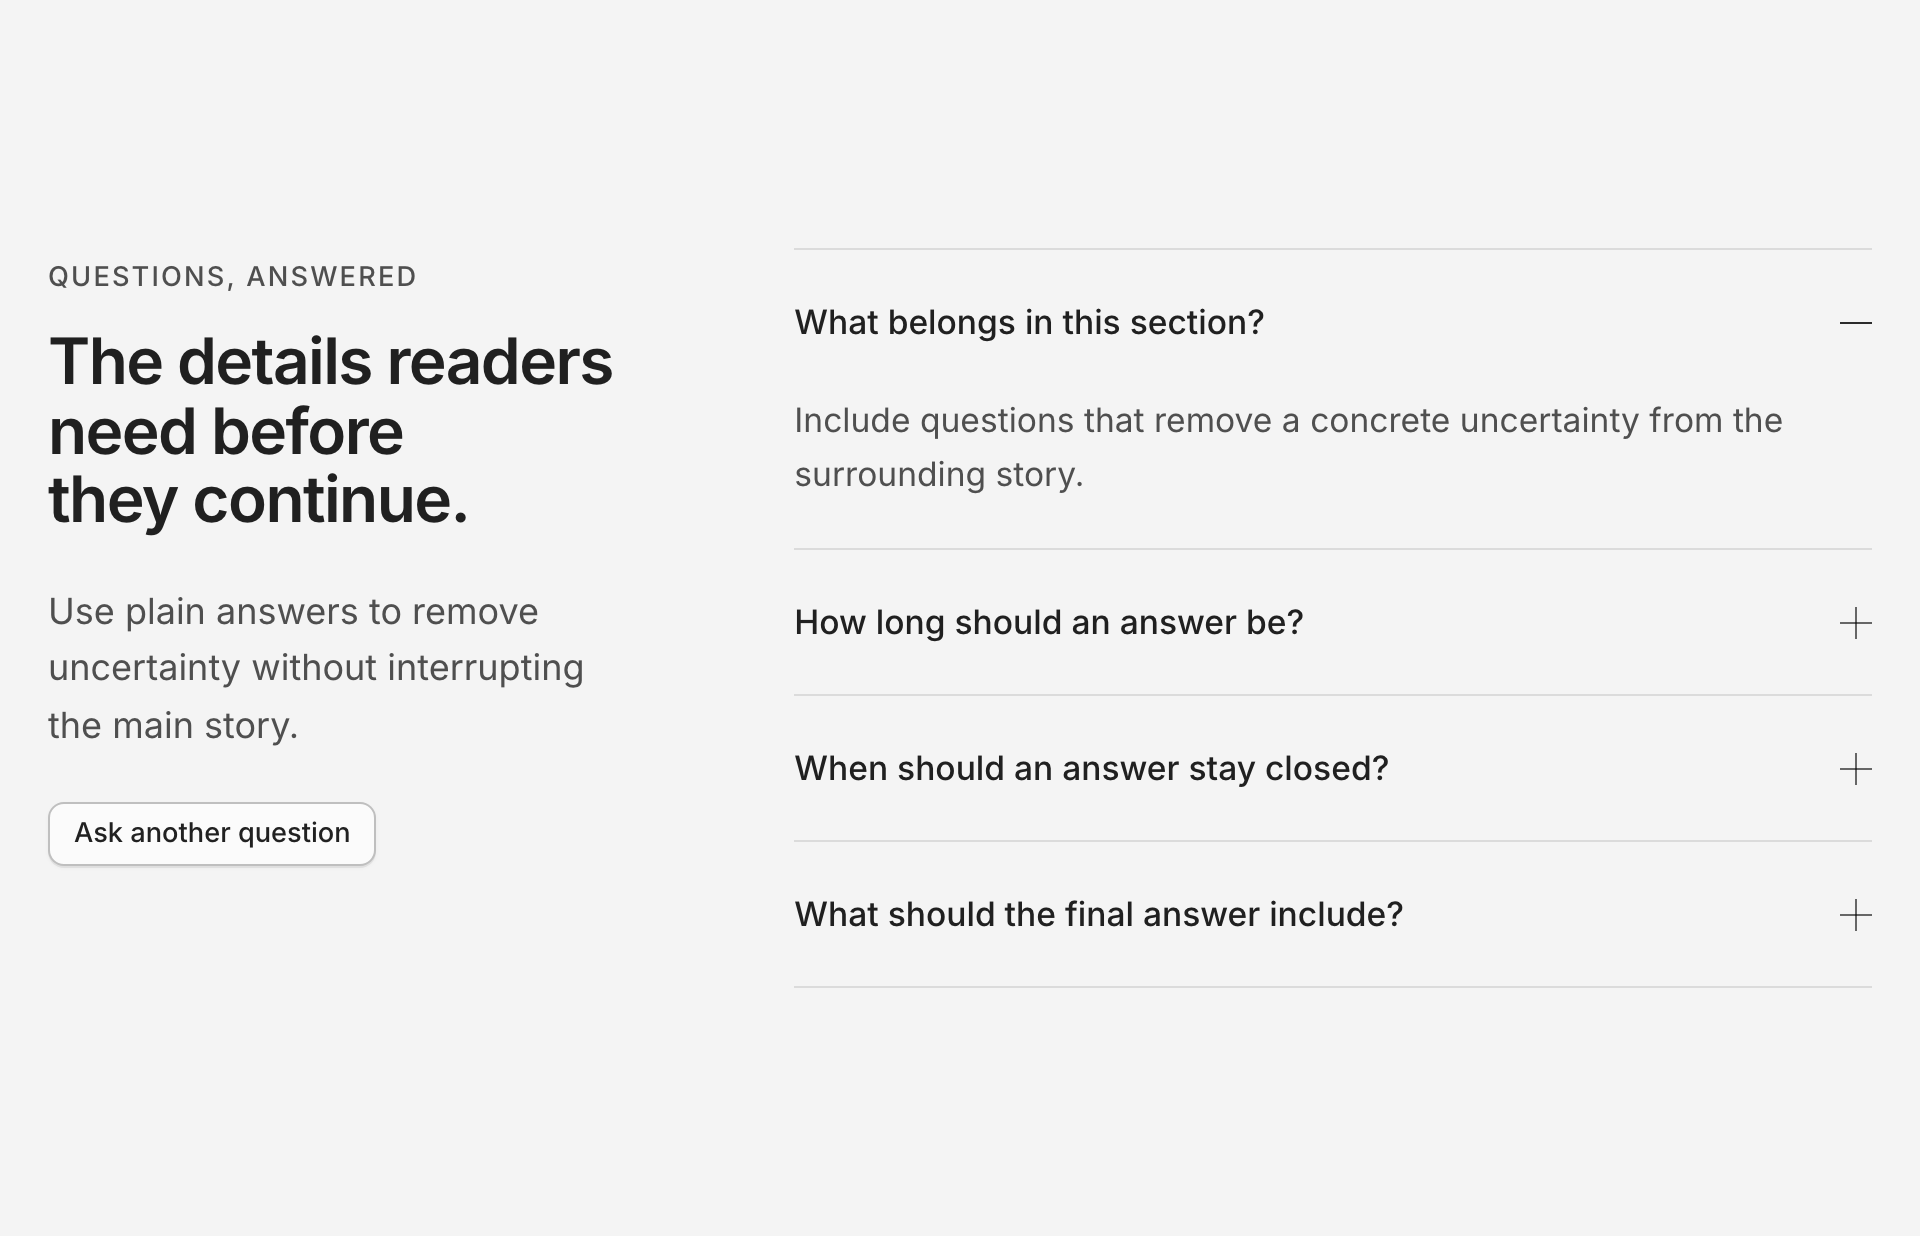 QUESTIONS, ANSWERED
The details readers
need before
they continue.
Use plain answers to remove
uncertainty without interrupting
the main story.
Ask another question
What belongs in this section?
Include questions that remove a concrete uncertainty from the
surrounding story.
How long should an answer be?
When should an answer stay closed?
What should the final answer include?